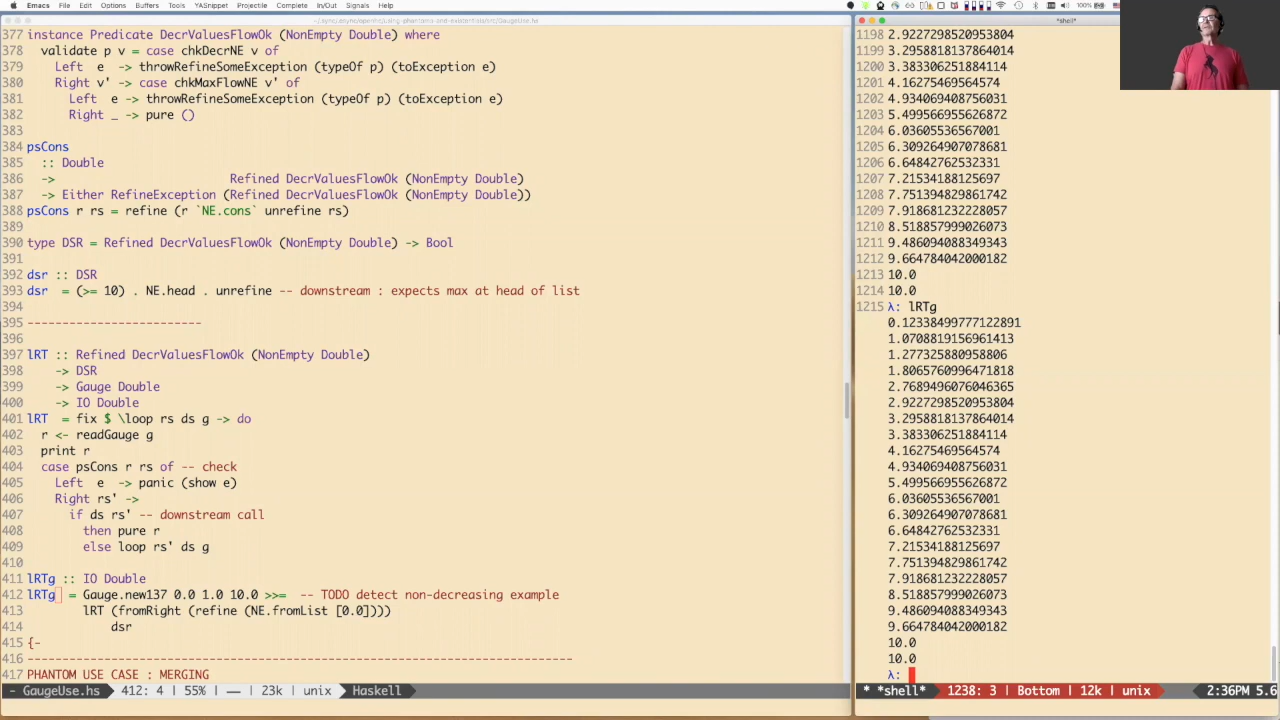 Emacs File Edit Options Buffers Tools YASnippet Projectile Complete In/Out Signals Help
100%
*shell*
377 instance Predicate DecrValuesFlowOk (NonEmpty Double) where
378 validate p v = case chkDecrNE v of
379 Left e -> throwRefineSomeException (typeOf p) (toException e)
380 Right v' -> case chkMaxFlowNE v' of
381 Left e -> throwRefineSomeException (typeOf p) (toException e)
382 Right _ -> pure ()
383
384 psCons
385 :: Double
386 -> Refined DecrValuesFlowOk (NonEmpty Double)
387 -> Either RefineException (Refined DecrValuesFlowOk (NonEmpty Double))
388 psCons r rs = refine (r `NE.cons` unrefine rs)
389
390 type DSR = Refined DecrValuesFlowOk (NonEmpty Double) -> Bool
391
392 dsr :: DSR
393 dsr = (>= 10) . NE.head . unrefine -- downstream : expects max at head of list
394
395 -------------------------
396
397 lRT :: Refined DecrValuesFlowOk (NonEmpty Double)
398 -> DSR
399 -> Gauge Double
400 -> IO Double
401 lRT = fix $ \loop rs ds g -> do
402 r <- readGauge g
403 print r
404 case psCons r rs of -- check
405 Left e -> panic (show e)
406 Right rs' ->
407 if ds rs' -- downstream call
408 then pure r
409 else loop rs' ds g
410
411 lRTg :: IO Double
412 lRTg = Gauge.new137 0.0 1.0 10.0 >>= -- TODO detect non-decreasing example
413 lRT (fromRight (refine (NE.fromList [0.0])))
414 dsr
415 {-
416 ------------------------------------------------------------------------------
417 PHANTOM USE CASE : MERGING
- GaugeUse.hs 412: 4 | 55% | —— | 23k | unix Haskell
1198 2.9227298520953804
1199 3.2958818137864014
1200 3.383306251884114
1201 4.16275469564574
1202 4.934069408756031
1203 5.499566955626872
1204 6.03605536567001
1205 6.309264907078681
1206 6.64842762532331
1207 7.21534188125697
1208 7.751394829861742
1209 7.918681232228057
1210 8.518857999026073
1211 9.486094088349343
1212 9.664784042000182
1213 10.0
1214 10.0
1215 λ: lRTg
0.12338499777122891
1.0708819156961413
1.277325880958806
1.8065760996471818
2.7689496076046365
2.9227298520953804
3.2958818137864014
3.383306251884114
4.16275469564574
4.934069408756031
5.499566955626872
6.03605536567001
6.309264907078681
6.64842762532331
7.21534188125697
7.751394829861742
7.918681232228057
8.518857999026073
9.486094088349343
9.664784042000182
10.0
10.0
λ:
* *shell* 1238: 3 | Bottom | 12k | unix 2:36PM 5.6